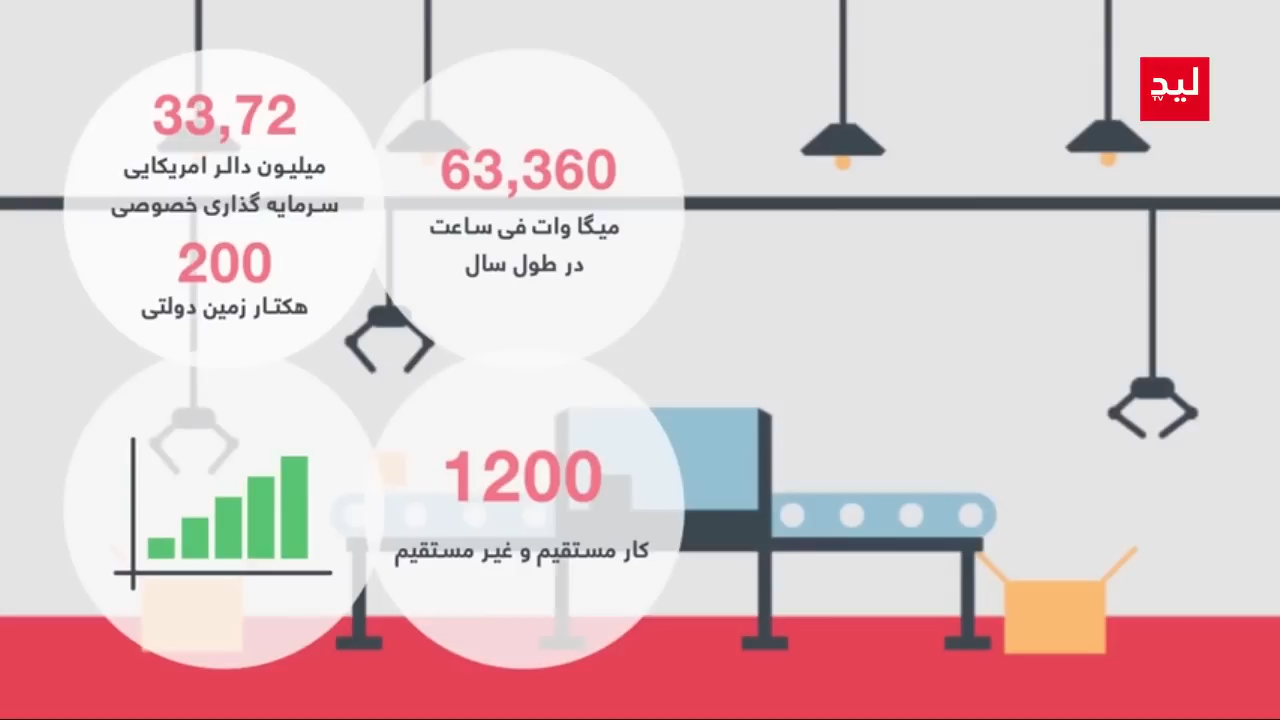 لید
TV
33,72
میلیون دالر امریکایی
سرمایه گذاری خصوصی
200
هکتار زمین دولتی
63,360
میگا وات فی ساعت
در طول سال
1200
کار مستقیم و غیر مستقیم